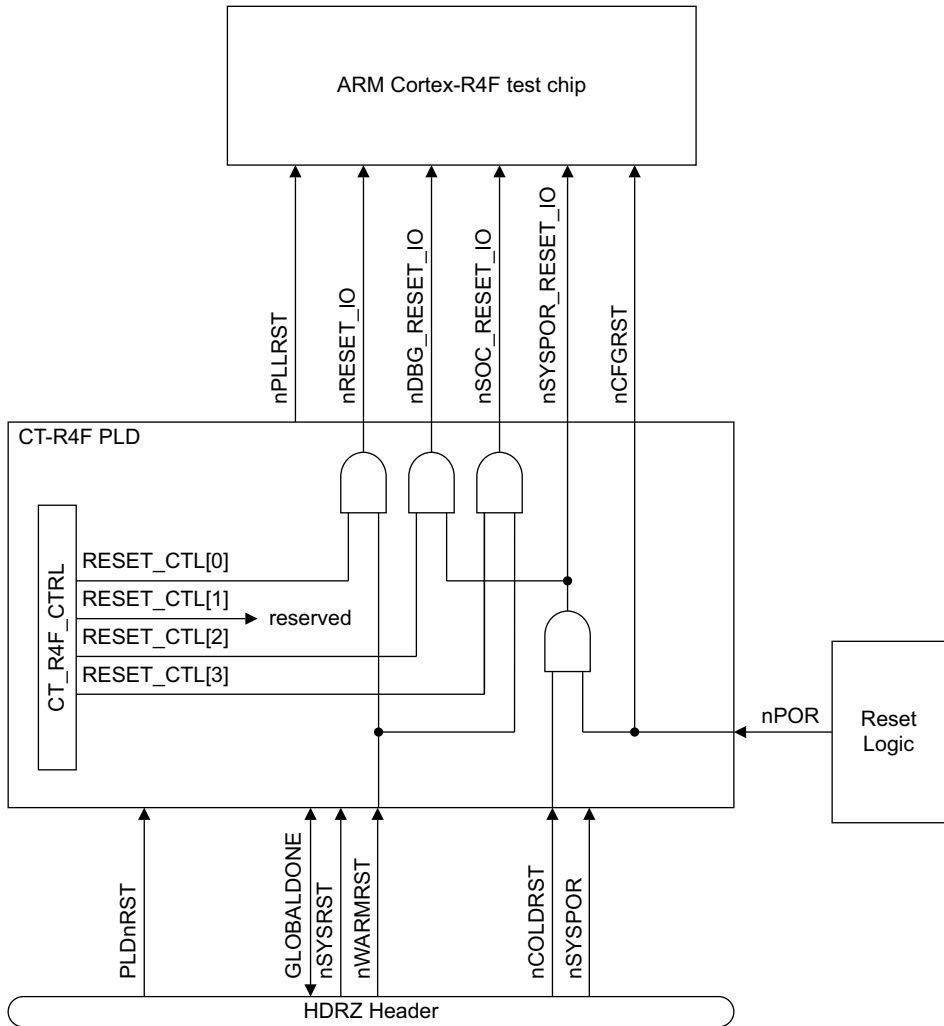 ARM Cortex-R4F test chip
nPLLRST
nRESET_IO
nDBG_RESET_IO
nSOC_RESET_IO
nSYSPOR_RESET_IO
nCFGRST
CT-R4F PLD
CT_R4F_CTRL
RESET_CTL[0]
RESET_CTL[1]
reserved
RESET_CTL[2]
RESET_CTL[3]
nPOR
Reset
Logic
PLDnRST
GLOBALDONE
nSYSRST
nWARMRST
nCOLDRST
nSYSPOR
HDRZ Header